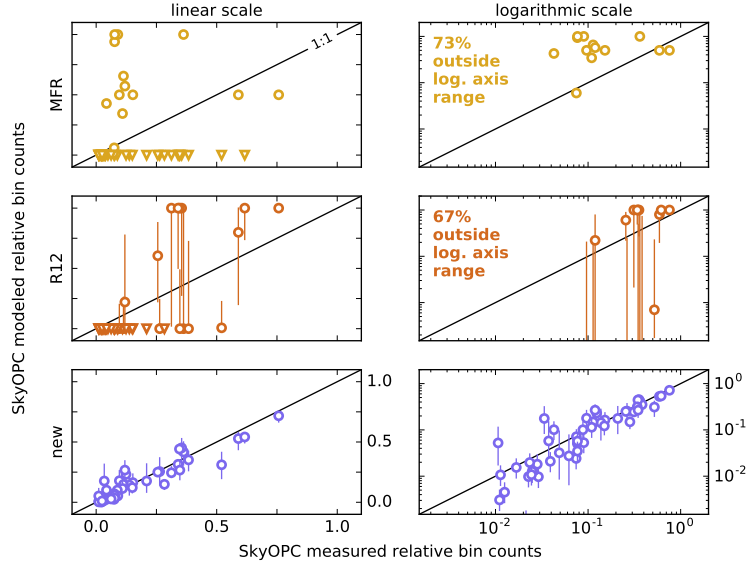 linear scale
logarithmic scale
SkyOPC modeled relative bin counts
MFR
1:1
73%
outside
log. axis
range
R12
67%
outside
log. axis
range
new
1.0
0.5
0.0
10⁰
10⁻¹
10⁻²
0.0 0.5 1.0
10⁻² 10⁻¹ 10⁰
SkyOPC measured relative bin counts